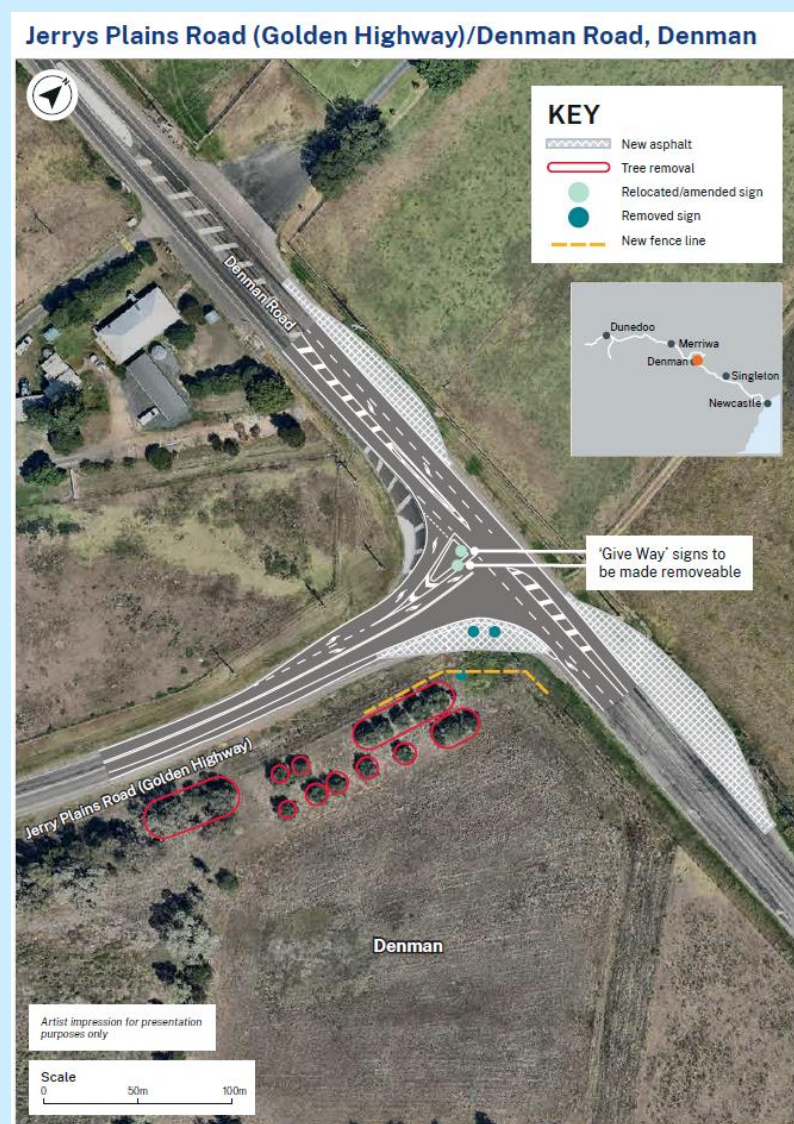 Jerrys Plains Road (Golden Highway)/Denman Road, Denman
N
KEY
New asphalt
Tree removal
Relocated/amended sign
Removed sign
New fence line
Denman Road
Dunedoo
Merriwa
Denman
Singleton
Newcastle
'Give Way' signs to
be made removeable
Jerry Plains Road (Golden Highway)
Denman
Artist impression for presentation
purposes only
Scale
0 50m 100m